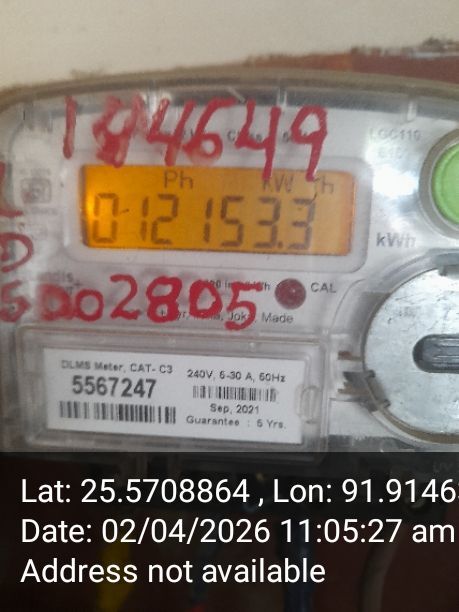 184649
LGC110
Ph kW h
012153.3
kWh
CAL
5002805
Made
DLMS Meter, CAT- C3
240V, 5-30 A, 50Hz
5567247
Sep, 2021
Guarantee : 5 Yrs.
Lat: 25.5708864 , Lon: 91.9146
Date: 02/04/2026 11:05:27 am
Address not available